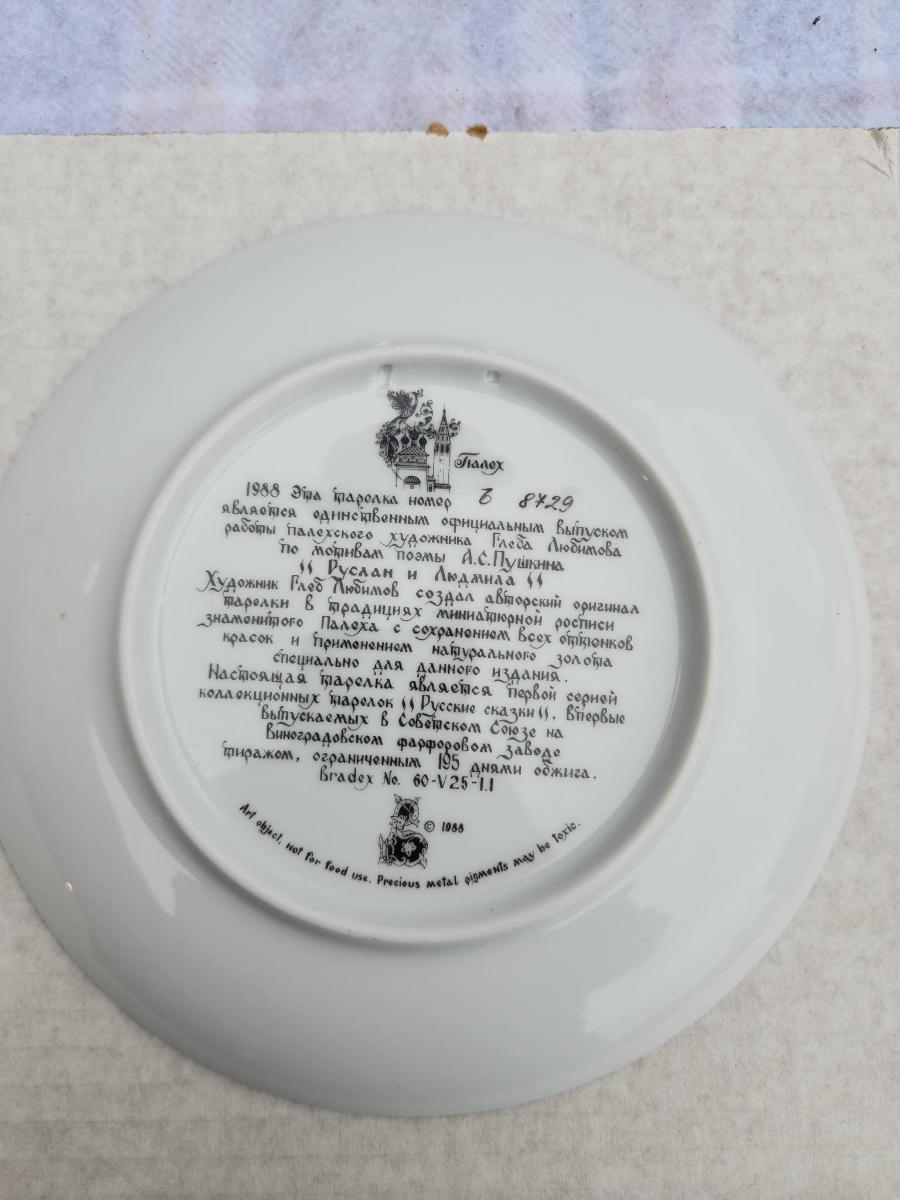 Палех
1988 Эта тарелка номер Б 8729
является единственным официальным выпуском
работы палехского художника Глеба Любимова
по мотивам поэмы А.С.Пушкина
"Руслан и Людмила"
Художник Глеб Любимов создал авторский оригинал
тарелки в традициях миниатюрной росписи
знаменитого Палеха с сохранением всех оттенков
красок и применением натурального золота
специально для данного издания.
Настоящая тарелка является первой серией
коллекционных тарелок "Русские сказки". Впервые
выпускаемых в Советском Союзе на
Виноградовском фарфоровом заводе
тиражом, ограниченным 195 днями обжига.
Bradex No. 60-V25-1.1
© 1988
Art object, not for food use. Precious metal pigments may be toxic.